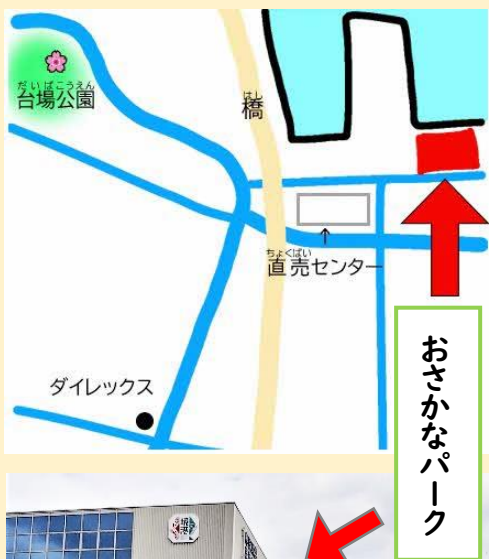 だいばこうえん
台場公園
はし
橋
ちょくばい
直売センター
ダイレックス
おさかなパーク